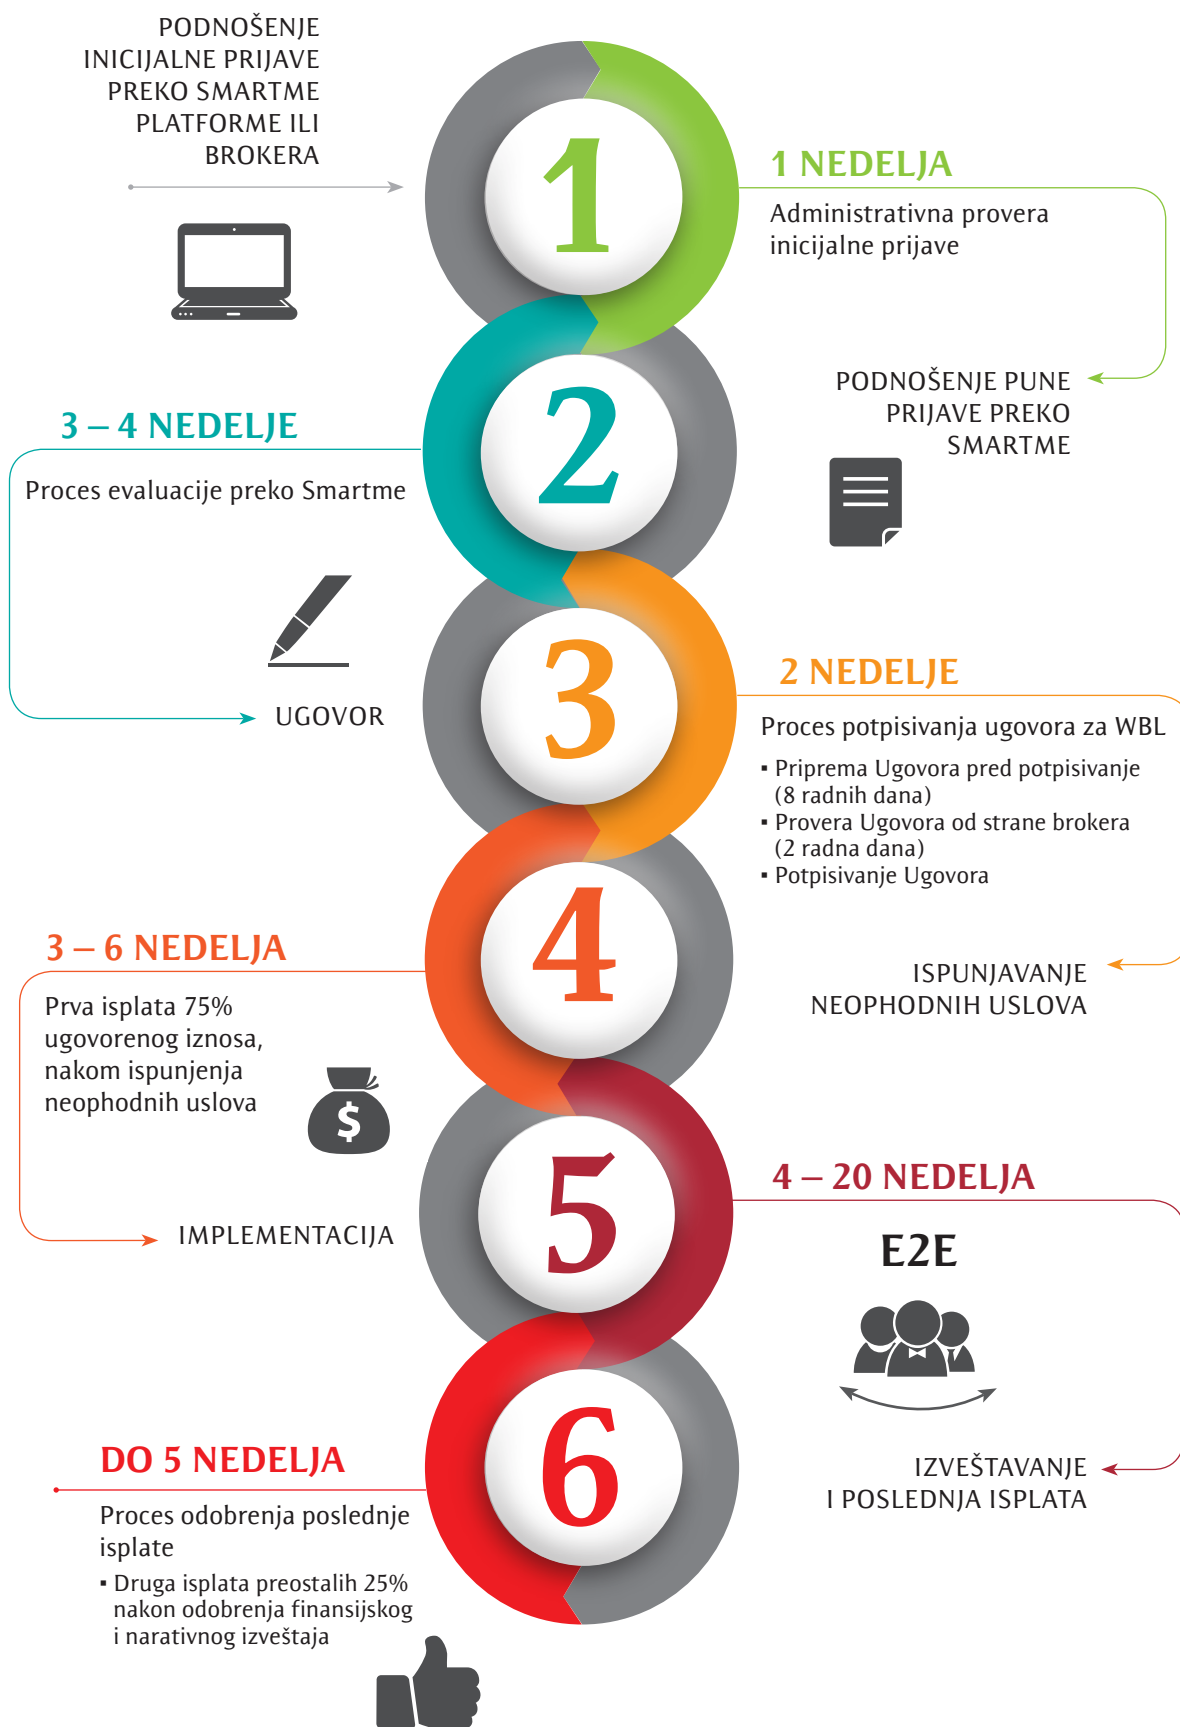 PODNOŠENJE
INICIJALNE PRIJAVE
PREKO SMARTME
PLATFORME ILI
BROKERA
1
1 NEDELJA
Administrativna provera
inicijalne prijave
PODNOŠENJE PUNE
PRIJAVE PREKO
SMARTME
2
3 – 4 NEDELJE
Proces evaluacije preko Smartme
UGOVOR
3
2 NEDELJE
Proces potpisivanja ugovora za WBL
▪ Priprema Ugovora pred potpisivanje
(8 radnih dana)
▪ Provera Ugovora od strane brokera
(2 radna dana)
▪ Potpisivanje Ugovora
ISPUNJAVANJE
NEOPHODNIH USLOVA
4
3 – 6 NEDELJA
Prva isplata 75%
ugovorenog iznosa,
nakom ispunjenja
neophodnih uslova
$
IMPLEMENTACIJA
5
4 – 20 NEDELJA
E2E
IZVEŠTAVANJE
I POSLEDNJA ISPLATA
6
DO 5 NEDELJA
Proces odobrenja poslednje
isplate
▪ Druga isplata preostalih 25%
nakon odobrenja finansijskog
i narativnog izveštaja